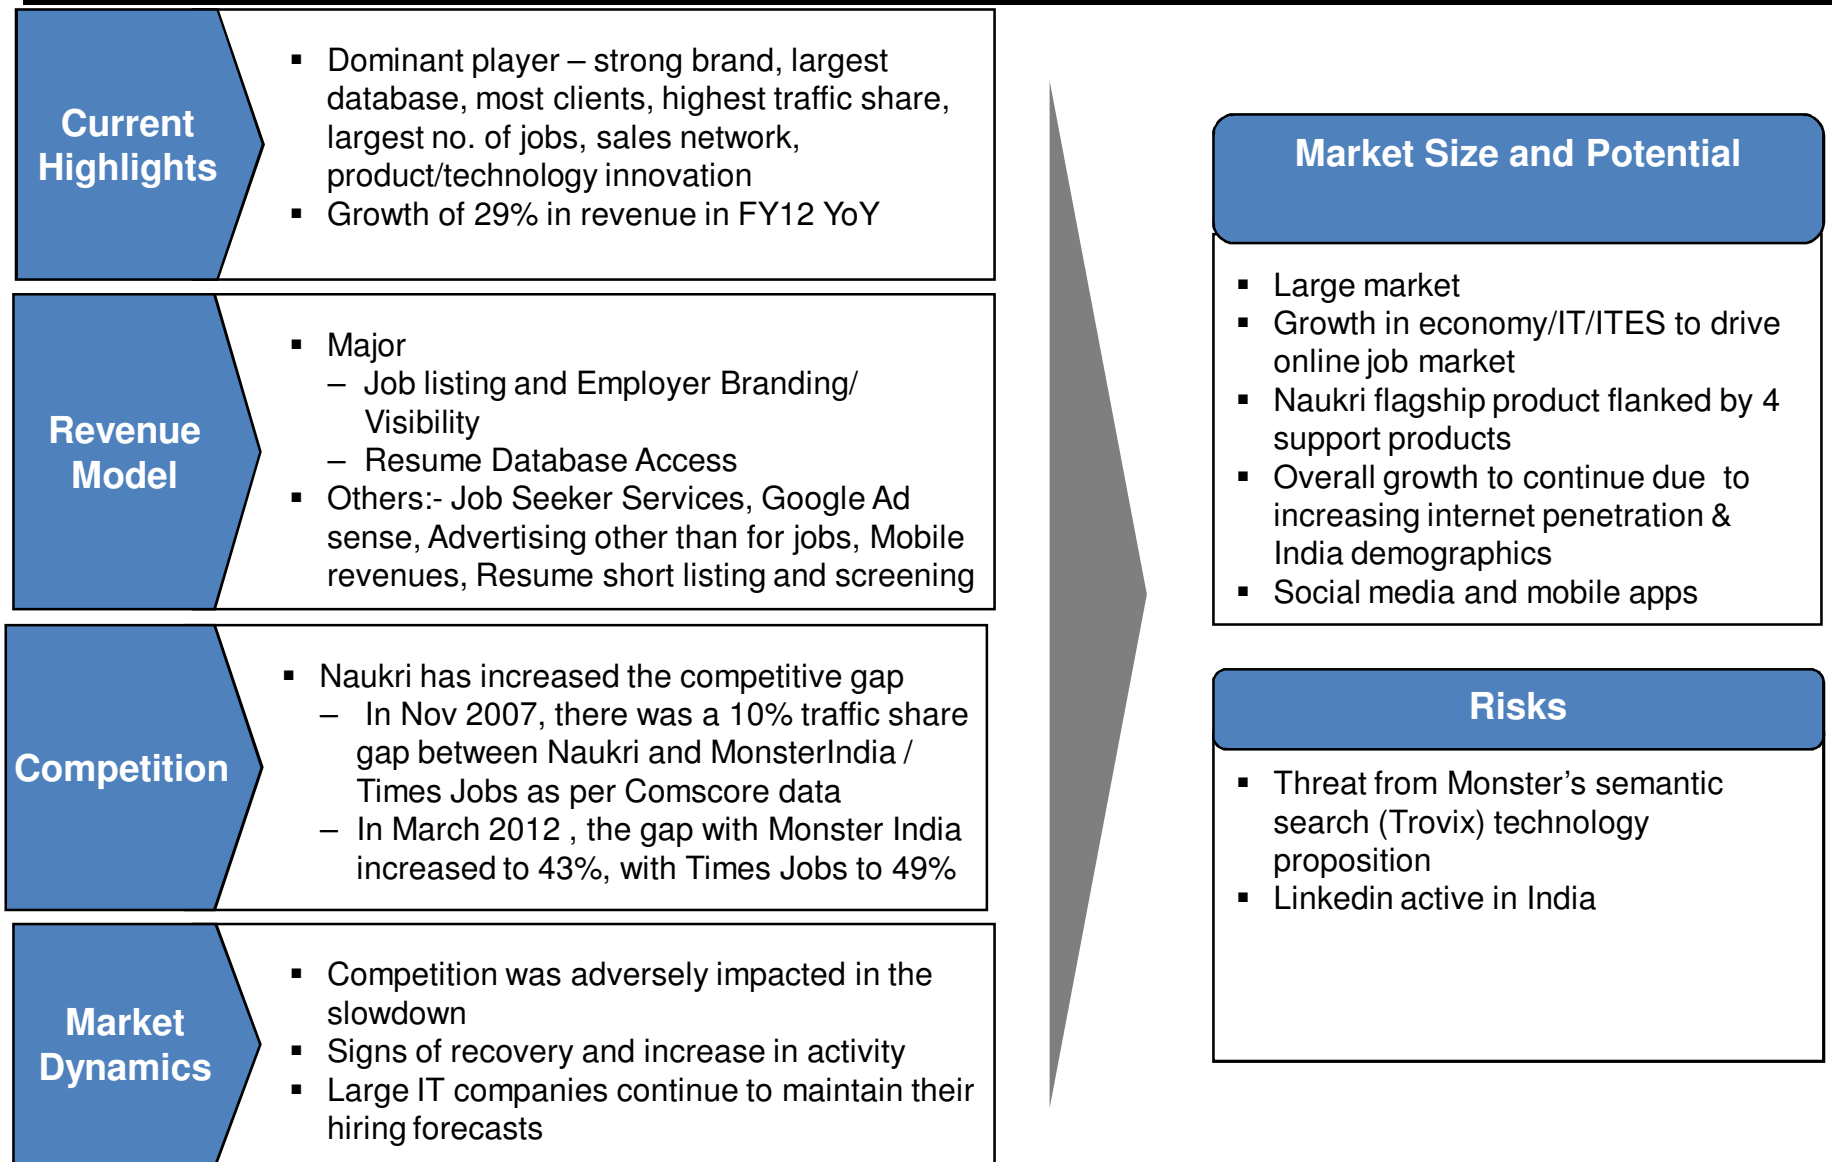 Current
Highlights
▪ Dominant player – strong brand, largest
database, most clients, highest traffic share,
largest no. of jobs, sales network,
product/technology innovation
▪ Growth of 29% in revenue in FY12 YoY
Revenue
Model
▪ Major
– Job listing and Employer Branding/
Visibility
– Resume Database Access
▪ Others:- Job Seeker Services, Google Ad
sense, Advertising other than for jobs, Mobile
revenues, Resume short listing and screening
Competition
▪ Naukri has increased the competitive gap
– In Nov 2007, there was a 10% traffic share
gap between Naukri and MonsterIndia /
Times Jobs as per Comscore data
– In March 2012 , the gap with Monster India
increased to 43%, with Times Jobs to 49%
Market
Dynamics
▪ Competition was adversely impacted in the
slowdown
▪ Signs of recovery and increase in activity
▪ Large IT companies continue to maintain their
hiring forecasts
Market Size and Potential
▪ Large market
▪ Growth in economy/IT/ITES to drive
online job market
▪ Naukri flagship product flanked by 4
support products
▪ Overall growth to continue due to
increasing internet penetration &
India demographics
▪ Social media and mobile apps
Risks
▪ Threat from Monster’s semantic
search (Trovix) technology
proposition
▪ Linkedin active in India